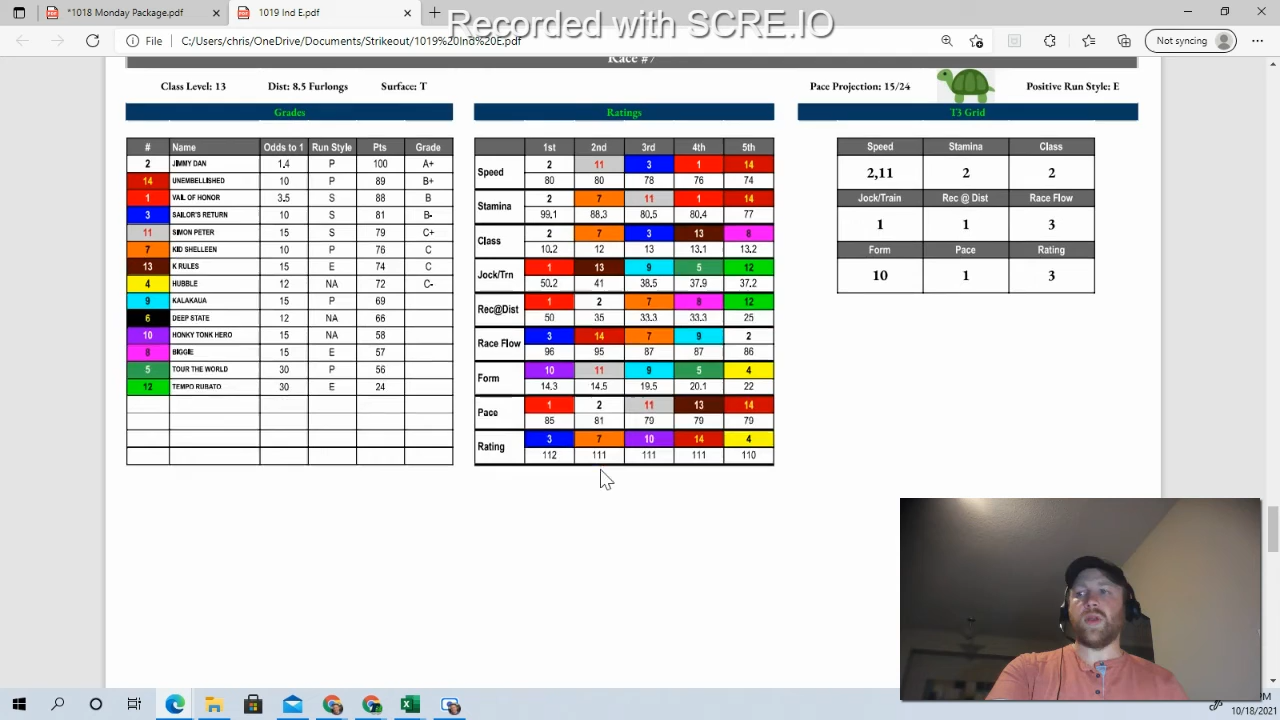 *1018 Monday Package.pdf
1019 Ind E.pdf
Recorded with SCRE.IO
File
C:/Users/chris/OneDrive/Documents/Strikeout/1019%20Ind%20E.pdf
Not syncing
Race #7
Class Level: 13 Dist: 8.5 Furlongs Surface: T
Pace Projection: 15/24 Positive Run Style: E
Grades
# Name Odds to 1 Run Style Pts Grade
2 JIMMY DAN 1.4 P 100 A+
14 UNEMBELLISHED 10 P 89 B+
1 VAIL OF HONOR 3.5 S 88 B
3 SAILOR'S RETURN 10 S 81 B-
11 SIMON PETER 15 S 79 C+
7 KID SHELLEEN 10 P 76 C
13 K RULES 15 E 74 C
4 HUBBLE 12 NA 72 C-
9 KALAKAUA 15 P 69
6 DEEP STATE 12 NA 66
10 HONKY TONK HERO 15 NA 58
8 BIGGIE 15 E 57
5 TOUR THE WORLD 30 P 56
12 TEMPO RUBATO 30 E 24
Ratings
1st 2nd 3rd 4th 5th
Speed 2 11 3 1 14
80 80 78 76 74
Stamina 2 7 11 1 14
99.1 88.3 80.5 80.4 77
Class 2 7 3 13 8
10.2 12 13 13.1 13.2
Jock/Trn 1 13 9 5 12
50.2 41 38.5 37.9 37.2
Rec@Dist 1 2 7 8 12
50 35 33.3 33.3 25
Race Flow 3 14 7 9 2
96 95 87 87 86
Form 10 11 9 5 4
14.3 14.5 19.5 20.1 22
Pace 1 2 11 13 14
85 81 79 79 79
Rating 3 7 10 14 4
112 111 111 111 110
T3 Grid
Speed Stamina Class
2,11 2 2
Jock/Train Rec @ Dist Race Flow
1 1 3
Form Pace Rating
10 1 3
10/18/2021